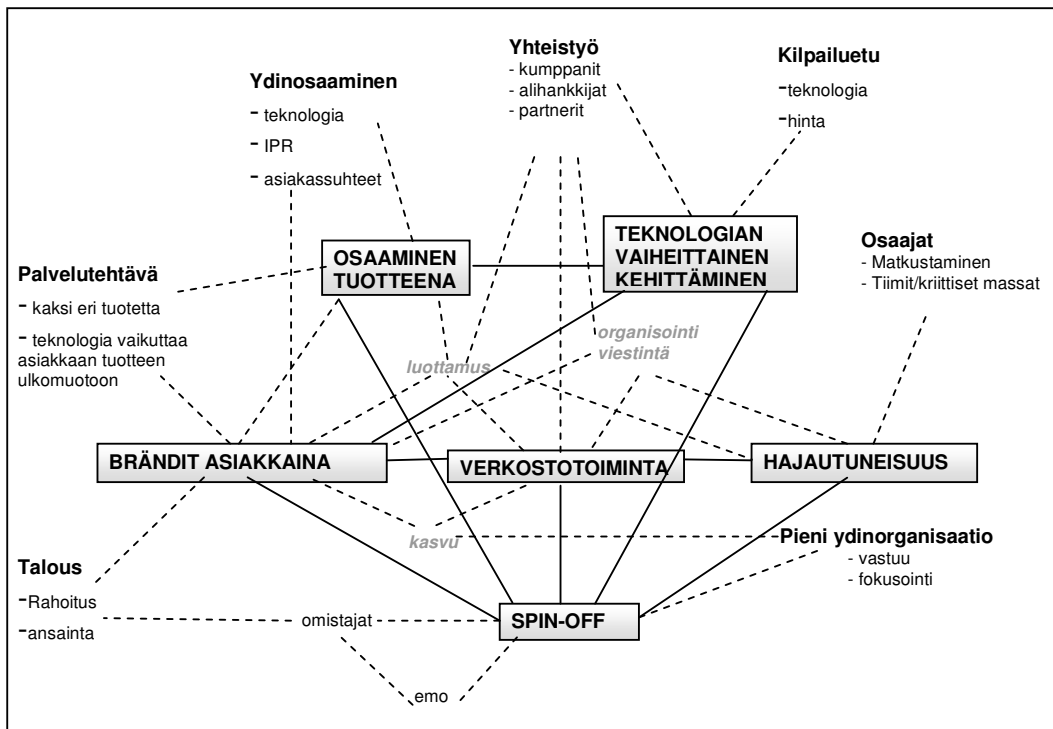 Yhteistyö
- kumppanit
- alihankkijat
- partnerit
Kilpailuetu
-teknologia
-hinta
Ydinosaaminen
- teknologia
- IPR
- asiakassuhteet
OSAAMINEN
TUOTTEENA
TEKNOLOGIAN
VAIHEITTAINEN
KEHITTÄMINEN
Osaajat
- Matkustaminen
- Tiimit/kriittiset massat
Palvelutehtävä
- kaksi eri tuotetta
- teknologia vaikuttaa
asiakkaan tuotteen
ulkomuotoon
organisointi
viestintä
luottamus
BRÄNDIT ASIAKKAINA
VERKOSTOTOIMINTA
HAJAUTUNEISUUS
kasvu
Pieni ydinorganisaatio
- vastuu
- fokusointi
Talous
-Rahoitus
-ansainta
omistajat
SPIN-OFF
emo